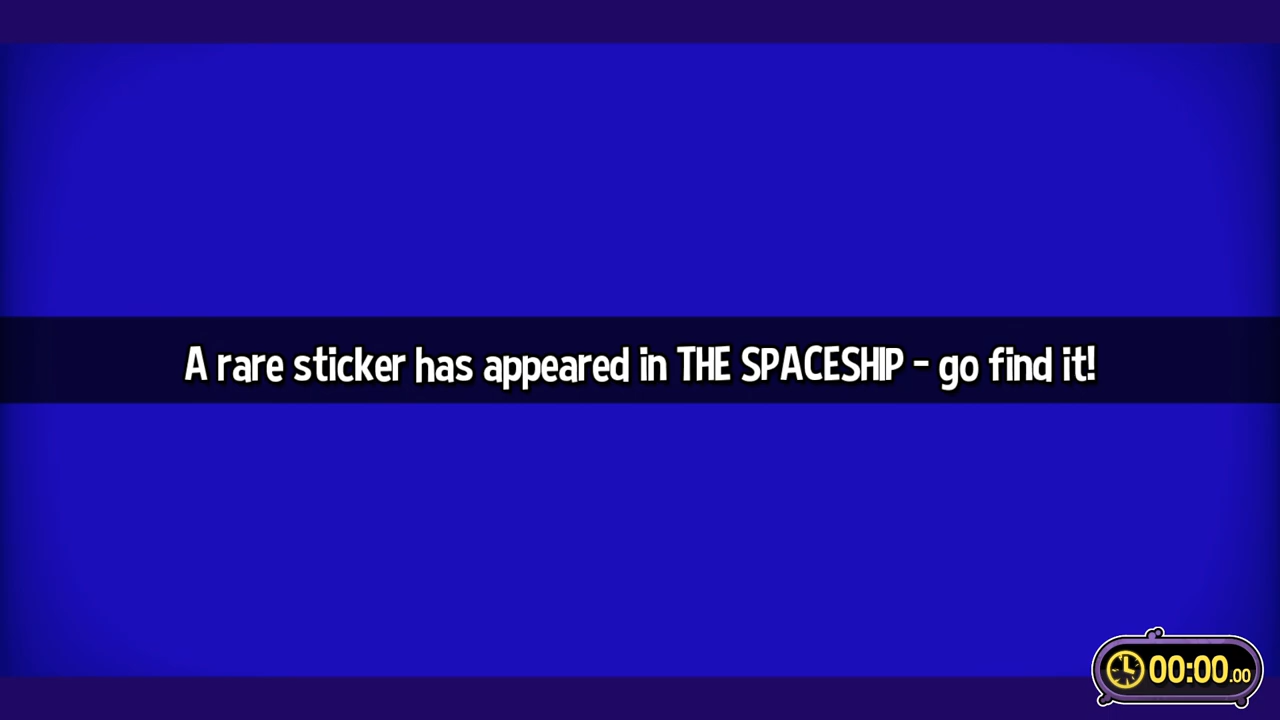 A rare sticker has appeared in THE SPACESHIP - go find it!
00:00.00